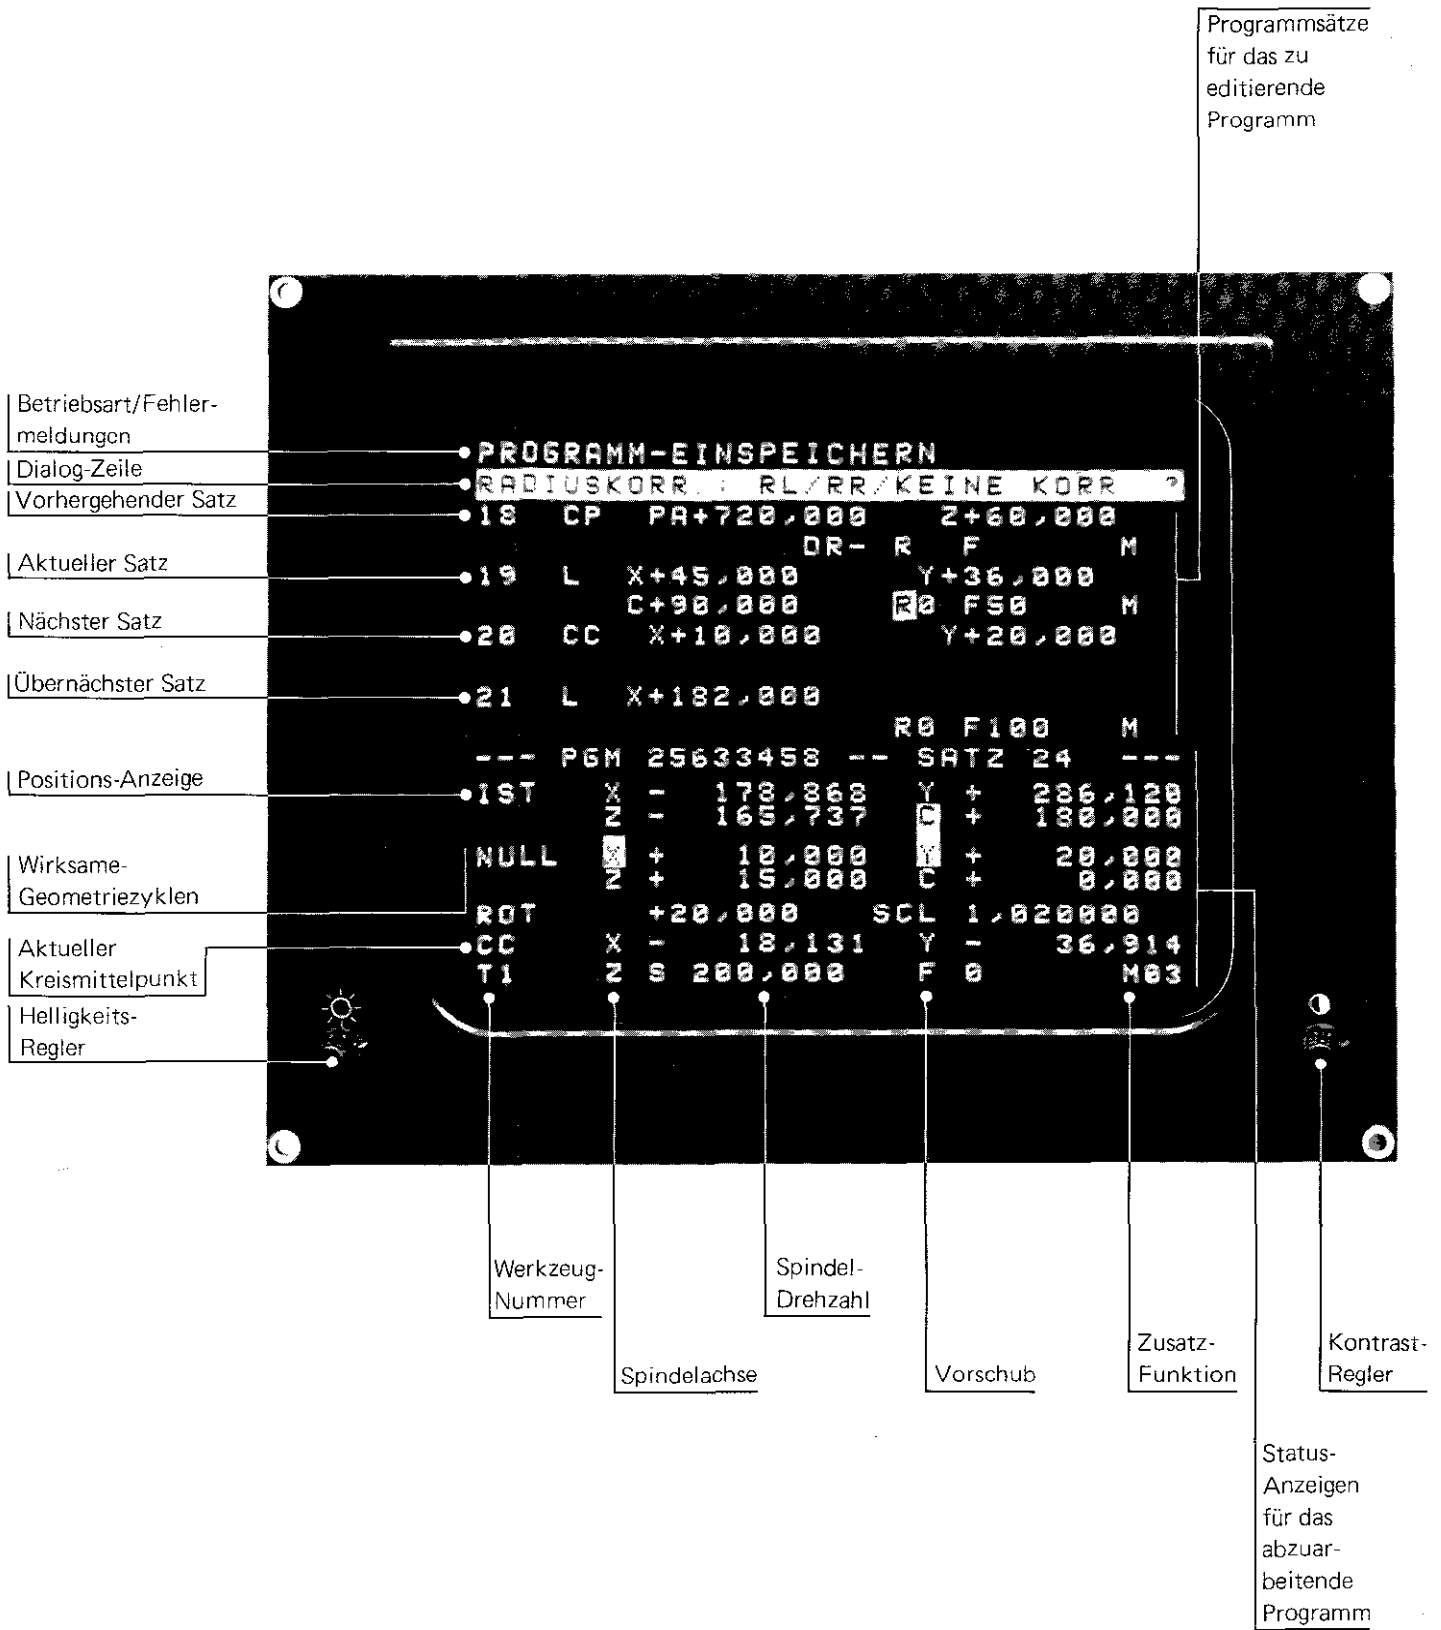 Programmsätze
für das zu
editierende
Programm
Betriebsart/Fehler-
meldungen
Dialog-Zeile
Vorhergehender Satz
Aktueller Satz
Nächster Satz
Übernächster Satz
Positions-Anzeige
Wirksame-
Geometriezyklen
Aktueller
Kreismittelpunkt
Helligkeits-
Regler
PROGRAMM-EINSPEICHERN
RADIUSKORR. : RL/RR/KEINE KORR ?
18 CP PA+720,000 Z+60,000
DR- R F M
19 L X+45,000 Y+36,000
C+90,000 R0 F50 M
20 CC X+10,000 Y+20,000
21 L X+182,000
R0 F100 M
--- PGM 25633458 -- SATZ 24 ---
IST X - 178,868 Y + 286,120
Z - 165,737 C + 180,000
NULL X + 10,000 Y + 20,000
Z + 15,000 C + 0,000
ROT +20,000 SCL 1,020000
CC X - 18,131 Y - 36,914
T1 Z S 200,000 F 0 M03
Werkzeug-
Nummer
Spindelachse
Spindel-
Drehzahl
Vorschub
Zusatz-
Funktion
Kontrast-
Regler
Status-
Anzeigen
für das
abzuar-
beitende
Programm